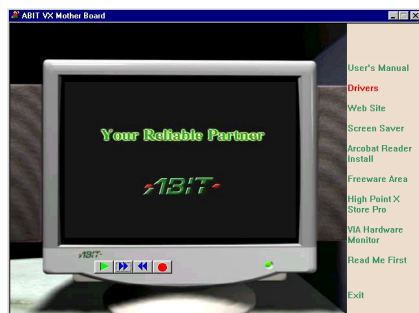 ABIT VX Mother Board
Your Reliable Partner
ABIT
ABIT
User's Manual
Drivers
Web Site
Screen Saver
Arcobat Reader
Install
Freeware Area
High Point X
Store Pro
VIA Hardware
Monitor
Read Me First
Exit